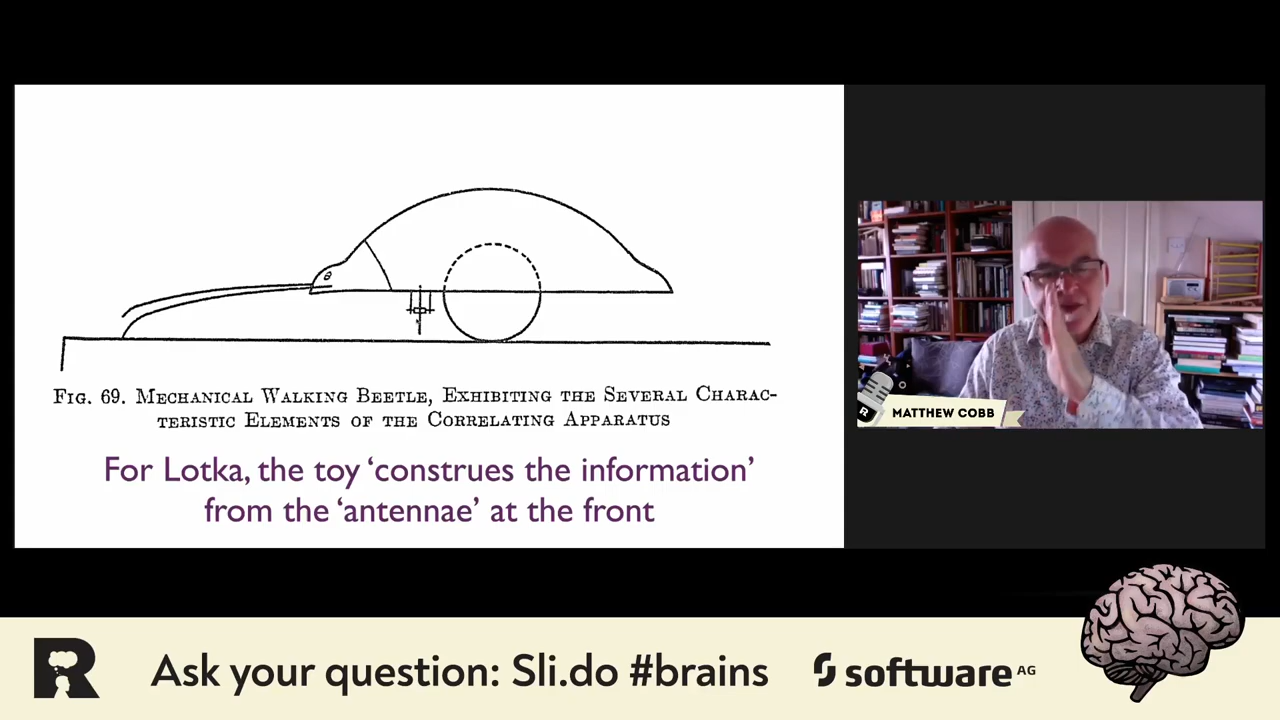 FIG. 69. MECHANICAL WALKING BEETLE, EXHIBITING THE SEVERAL CHARAC-
TERISTIC ELEMENTS OF THE CORRELATING APPARATUS
For Lotka, the toy ‘construes the information’
from the ‘antennae’ at the front
MATTHEW COBB
R
R
Ask your question: Sli.do #brains
software AG